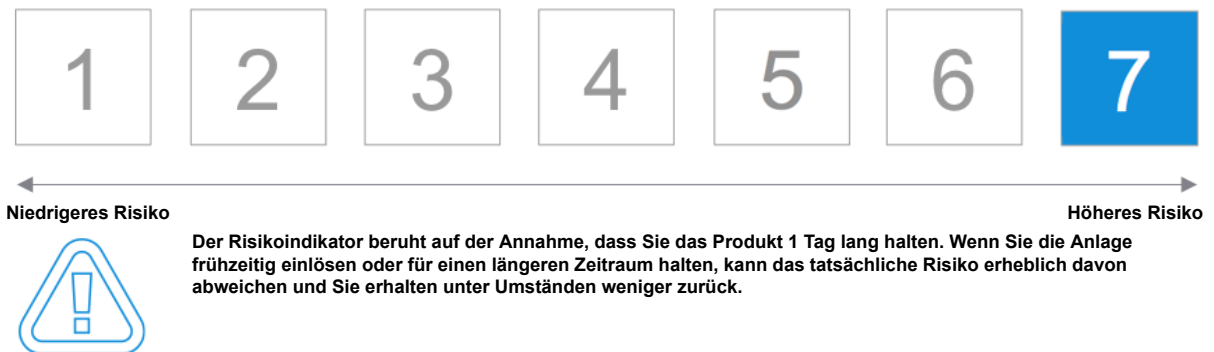 1 2 3 4 5 6 7
Niedrigeres Risiko Höheres Risiko
Der Risikoindikator beruht auf der Annahme, dass Sie das Produkt 1 Tag lang halten. Wenn Sie die Anlage
frühzeitig einlösen oder für einen längeren Zeitraum halten, kann das tatsächliche Risiko erheblich davon
abweichen und Sie erhalten unter Umständen weniger zurück.